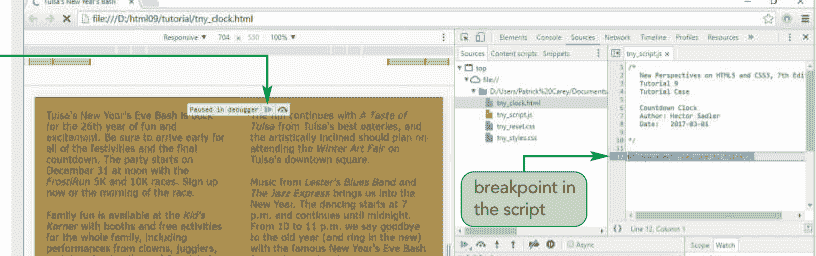 Tulsa's New Year's Bash
file:///D:/html09/tutorial/tny_clock.html
Responsive ▼ 704 × 530 100% ▼
Elements Console Sources Network Timeline Profiles Resources »
Sources Content scripts Snippets
top
file://
D:/Users/Patrick%20Carey/Documents
tny_clock.html
tny_script.js
tny_reset.css
tny_styles.css
tny_script.js ×
1 /*
New Perspectives on HTML5 and CSS3, 7th Edi
Tutorial 9
Tutorial Case
Countdown Clock
Author: Hector Sadler
Date: 2017-03-01
*/
Paused in debugger
Tulsa's New Year's Eve Bash is back
for the 26th year of fun and
excitement. Be sure to arrive early for
all of the festivities and the final
countdown. The party starts on
December 31 at noon with the
FrostiRun 5K and 10K races. Sign up
now or the morning of the race.
Family fun is available at the Kid's
Korner with booths and free activities
for the whole family, including
performances from clowns, jugglers,
The fun continues with A Taste of
Tulsa from Tulsa's best eateries, and
the artistically inclined should plan on
attending the Winter Art Fair on
Tulsa's downtown square.
Music from Lester's Blues Band and
The Jazz Express brings us into the
New Year. The dancing starts at 7
p.m. and continues until midnight.
From 10 to 11 p.m. we say goodbye
to the old year (and ring in the new)
with the famous New Year's Eve Bash
breakpoint in
the script
{} Line 12, Column 1
Async
Scope Watch